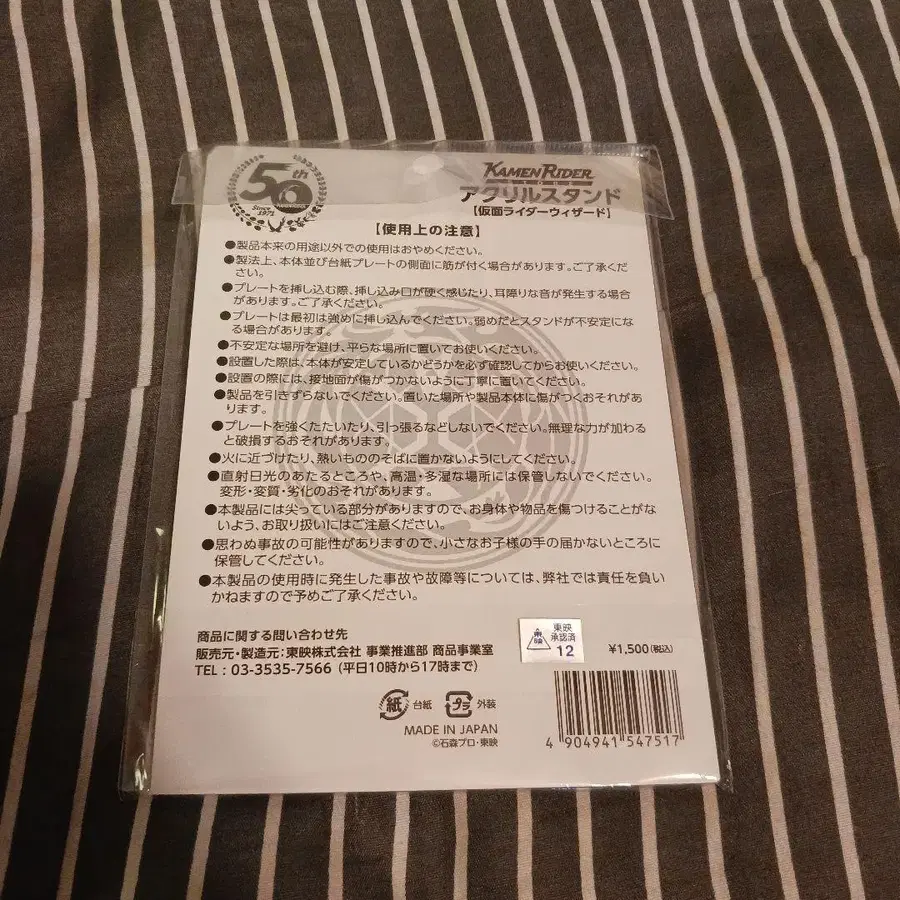 50th
Since 1971
KAMEN RIDER
アクリルスタンド
【仮面ライダーウィザード】
【使用上の注意】
●製品本来の用途以外での使用はおやめください。
●製法上、本体並び台紙プレートの側面に筋が付く場合があります。ご了承くだ
さい。
●プレートを挿し込む際、挿し込み口が硬く感じたり、耳障りな音が発生する場合
があります。ご了承ください。
●プレートは最初は強めに挿し込んでください。弱めだとスタンドが不安定にな
る場合があります。
●不安定な場所を避け、平らな場所に置いてお使いください。
●設置した際は、本体が安定しているかどうかを必ず確認してからお使いください。
●設置の際には、接地面が傷がつかないように丁寧に置いてください。
●製品を引きずらないでください。置いた場所や製品本体に傷がつくおそれがあ
ります。
●プレートを強くたたいたり、引っ張るなどしないでください。無理な力が加わる
と破損するおそれがあります。
●火に近づけたり、熱いもののそばに置かないようにしてください。
●直射日光のあたるところや、高温・多湿な場所には保管しないでください。
変形・変質・劣化のおそれがあります。
●本製品には尖っている部分がありますので、お身体や物品を傷つけることがな
いよう、お取り扱いにはご注意ください。
●思わぬ事故の可能性がありますので、小さなお子様の手の届かないところに
保管してください。
●本製品の使用時に発生した事故や故障等については、弊社では責任を負い
かねますので予めご了承ください。
商品に関する問い合わせ先
販売元・製造元:東映株式会社 事業推進部 商品事業室
TEL:03-3535-7566 (平日10時から17時まで)
東映
承認済
12
¥1,500(税込)
紙 台紙 プラ 外装
MADE IN JAPAN
©石森プロ・東映
4 904941 547517